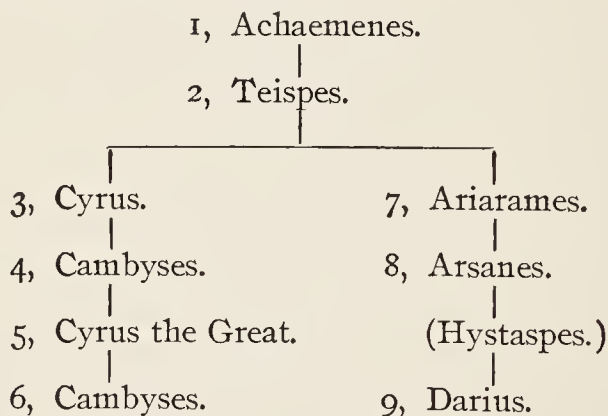 1, Achaemenes.
2, Teispes.
3, Cyrus. 7, Ariarames.
4, Cambyses. 8, Arsanes.
5, Cyrus the Great. (Hystaspes.)
6, Cambyses. 9, Darius.